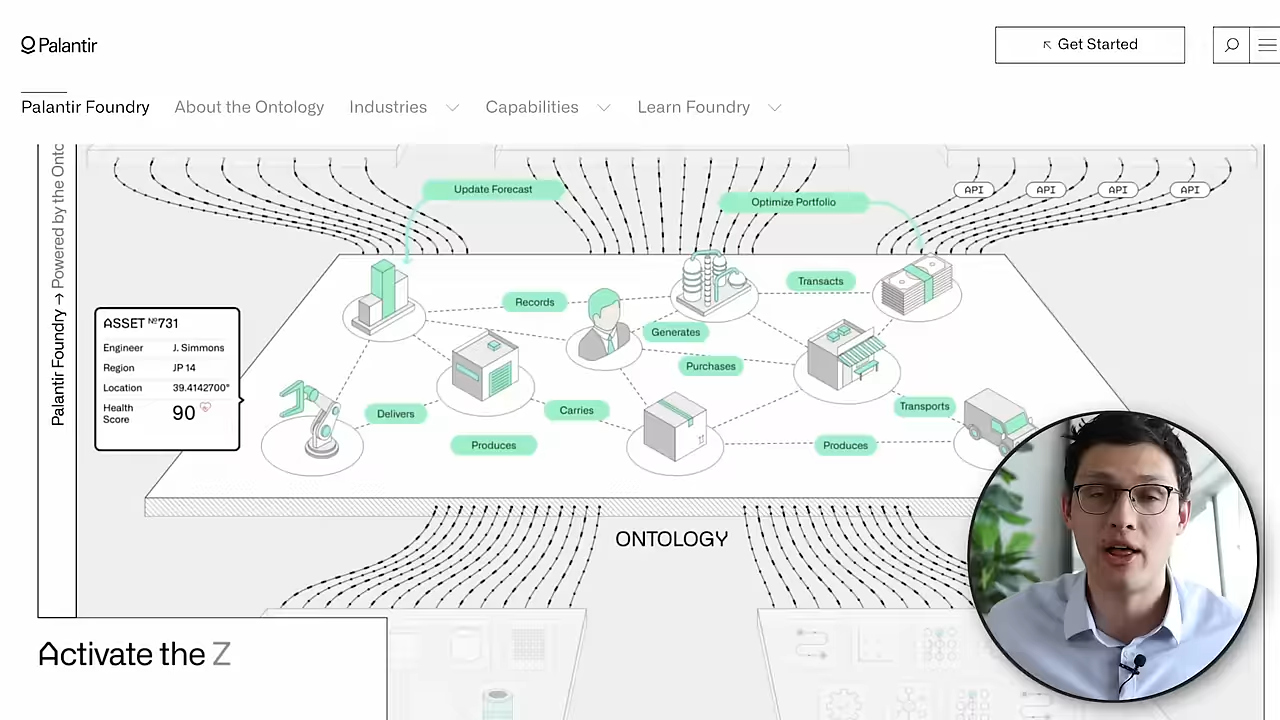 Palantir
Get Started
Palantir Foundry
About the Ontology
Industries
Capabilities
Learn Foundry
Palantir Foundry → Powered by the Onto
Update Forecast
Optimize Portfolio
API
API
API
API
Records
Transacts
Generates
Purchases
Delivers
Carries
Transports
Produces
Produces
ASSET Nº731
Engineer J. Simmons
Region JP 14
Location 39.4142700°
Health Score 90
ONTOLOGY
Activate the Z